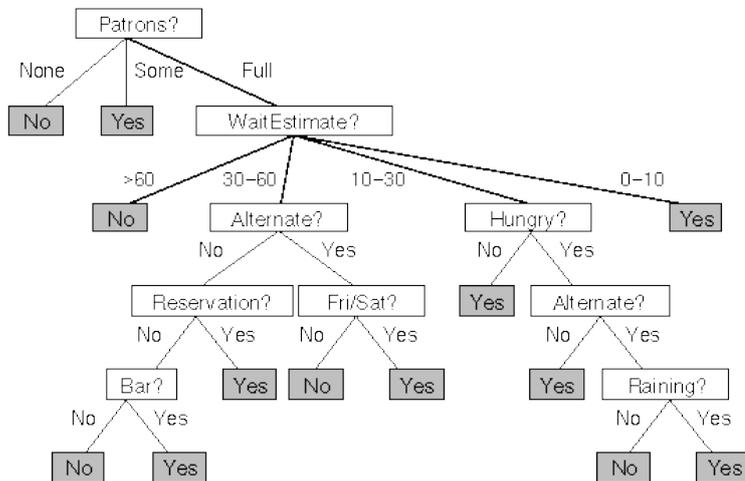 Patrons?
None Some Full
No Yes WaitEstimate?
>60 30–60 10–30 0–10
No Alternate? Hungry? Yes
No Yes No Yes
Reservation? Fri/Sat? Yes Alternate?
No Yes No Yes No Yes
Bar? Yes No Yes Yes Raining?
No Yes No Yes
No Yes No Yes